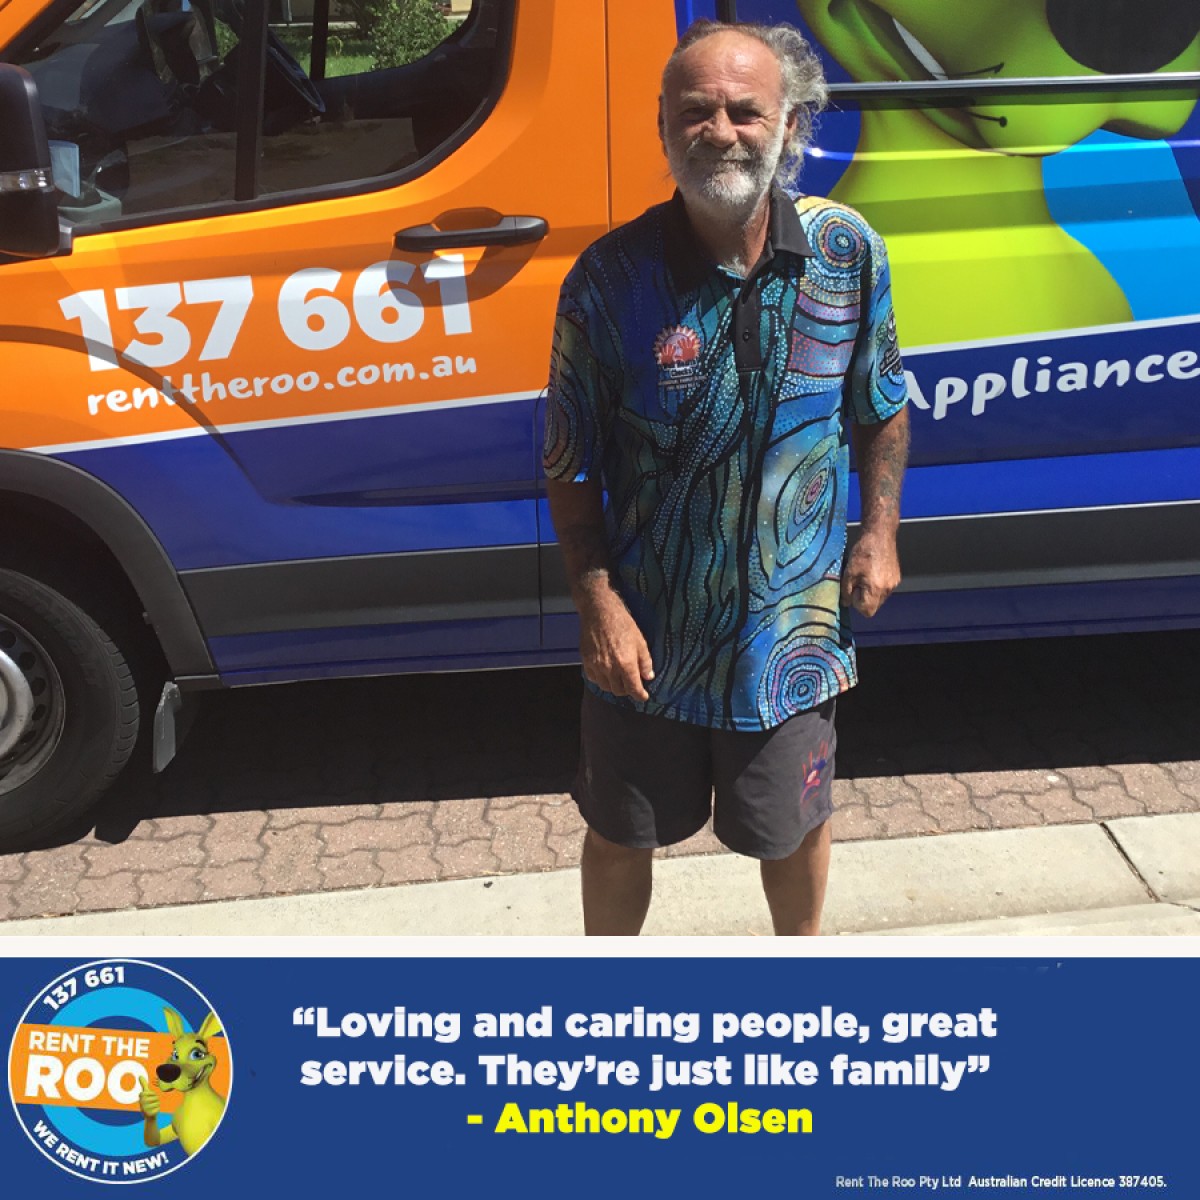 137 661
renttheroo.com.au
Appliance
137 661
RENT THE
ROO
WE RENT IT NEW!
“Loving and caring people, great
service. They’re just like family”
- Anthony Olsen
Rent The Roo Pty Ltd Australian Credit Licence 387405.